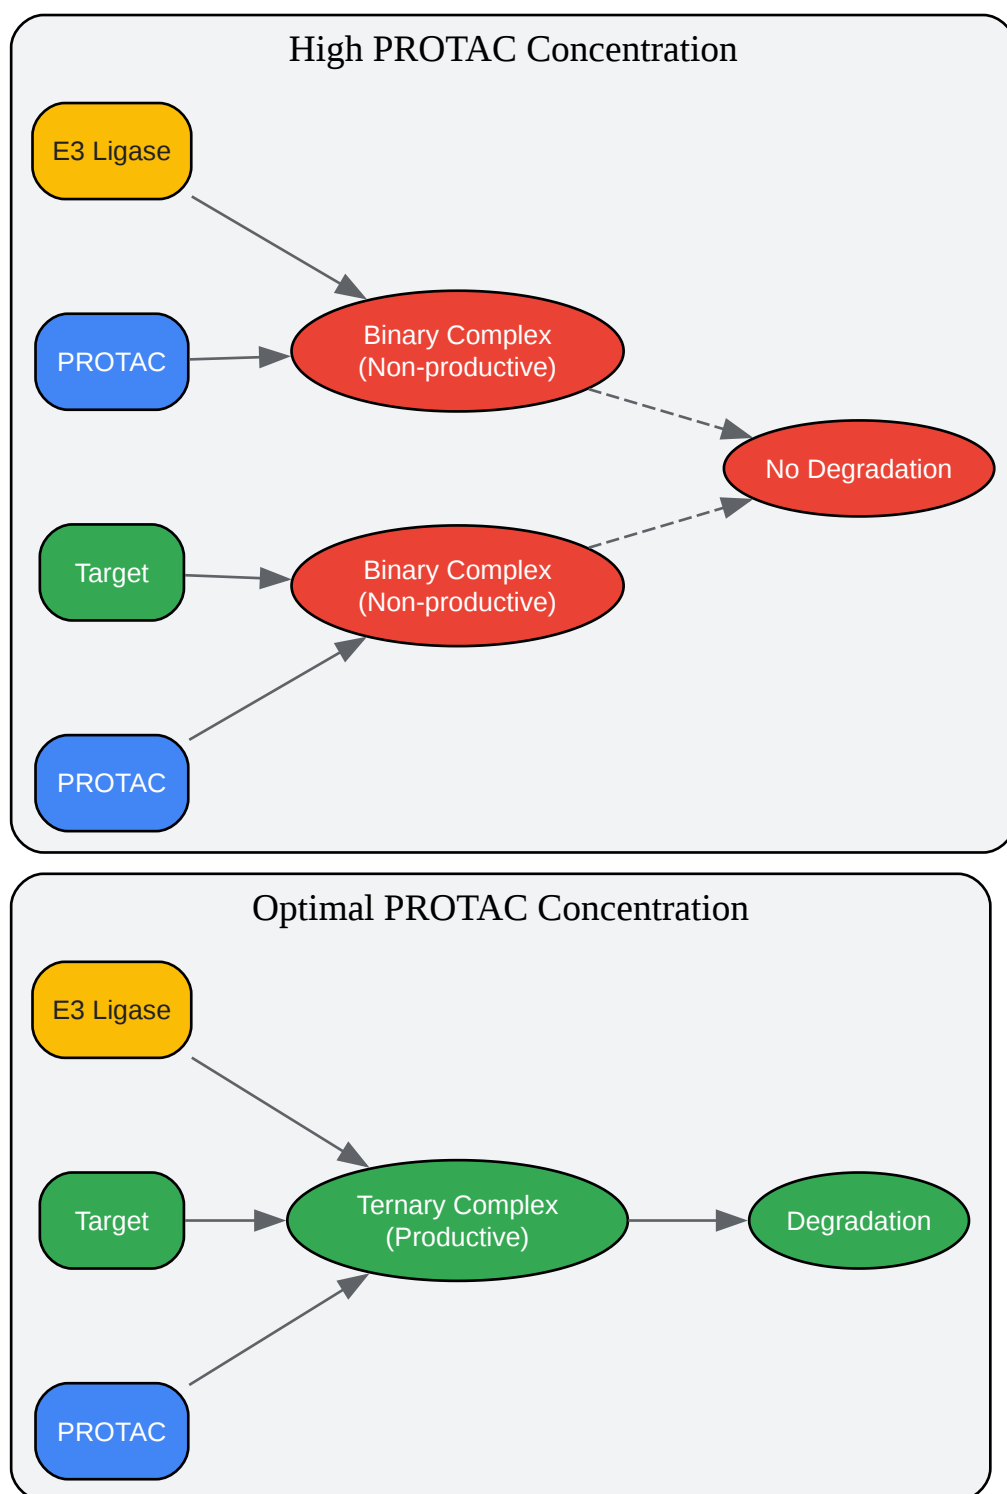 High PROTAC Concentration
E3 Ligase
PROTAC
Binary Complex
(Non-productive)
No Degradation
Target
Binary Complex
(Non-productive)
PROTAC
Optimal PROTAC Concentration
E3 Ligase
Target
Ternary Complex
(Productive)
Degradation
PROTAC